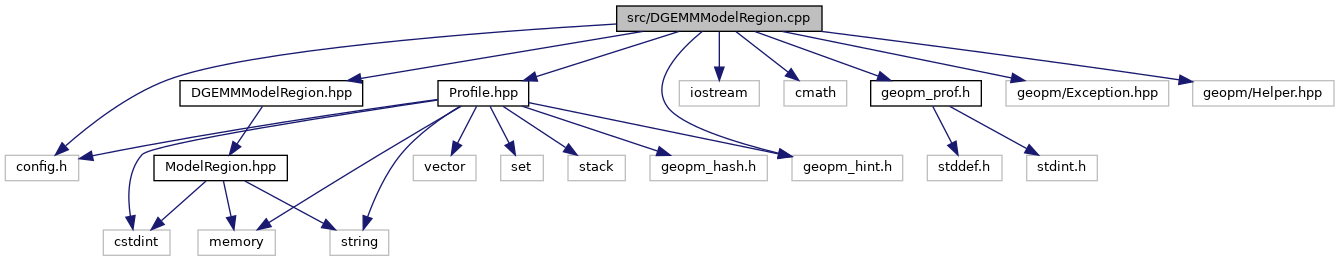 src/DGEMMModelRegion.cpp
DGEMMModelRegion.hpp
Profile.hpp
iostream
cmath
geopm_prof.h
geopm/Exception.hpp
geopm/Helper.hpp
config.h
ModelRegion.hpp
vector
set
stack
geopm_hash.h
geopm_hint.h
stddef.h
stdint.h
cstdint
memory
string